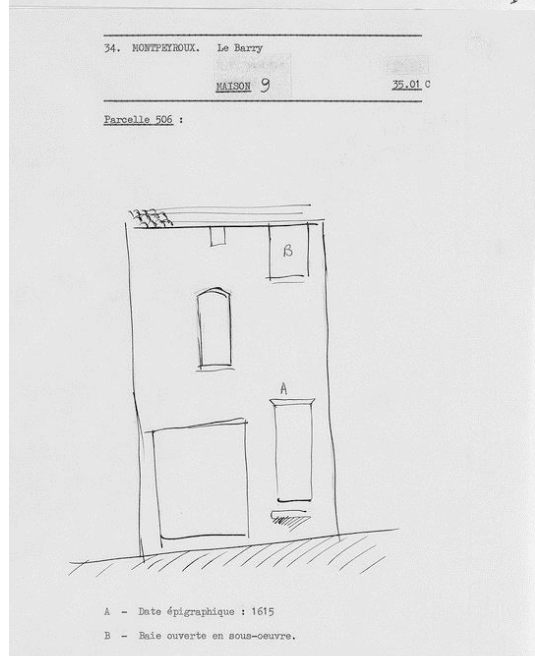 34. MONTPEYROUX. Le Barry
MAISON 9 35.01 C
Parcelle 506 :
B
A
A - Date épigraphique : 1615
B - Baie ouverte en sous-oeuvre.